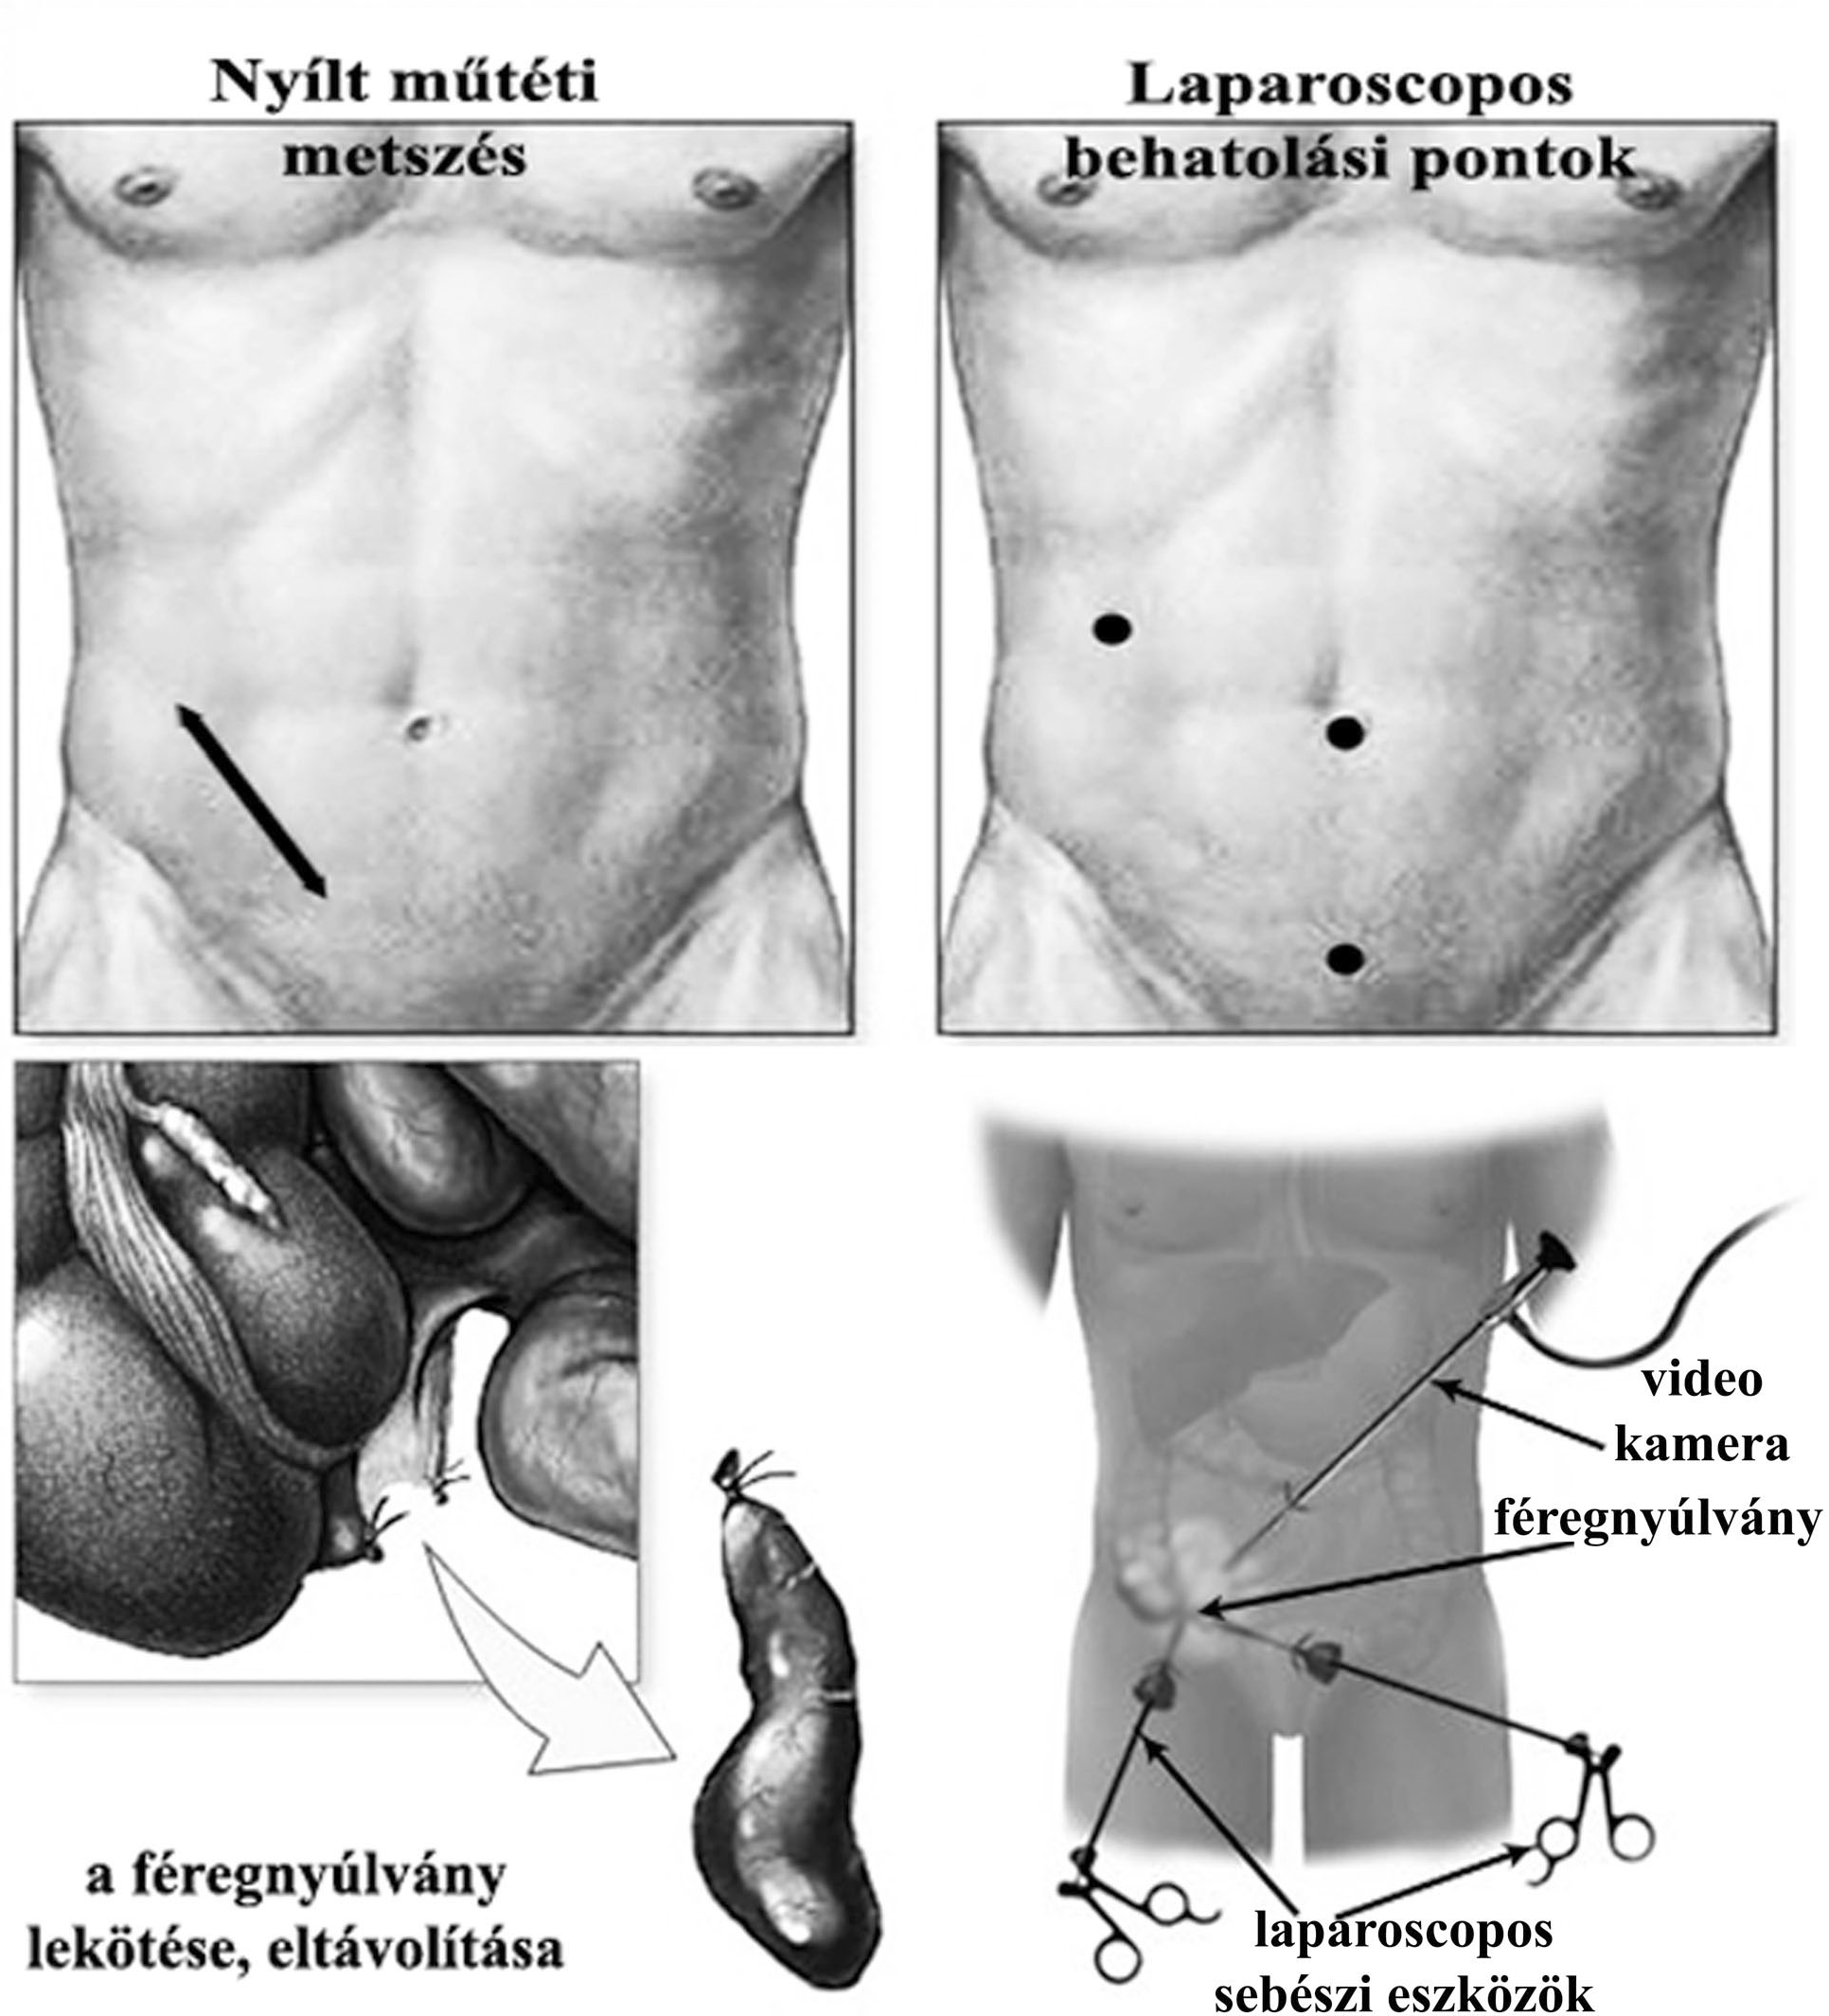 Nyílt műtéti
metszés
Laparoscopos
behatolási pontok
video
kamera
féregnyúlvány
a féregnyúlvány
lekötése, eltávolítása
laparoscopos
sebészi eszközök